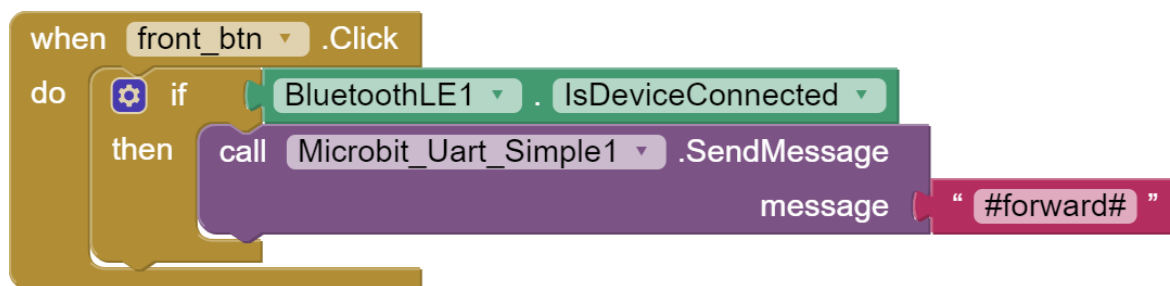 when front_btn .Click
do if BluetoothLE1 . IsDeviceConnected
then call Microbit_Uart_Simple1 .SendMessage
message “ #forward# ”